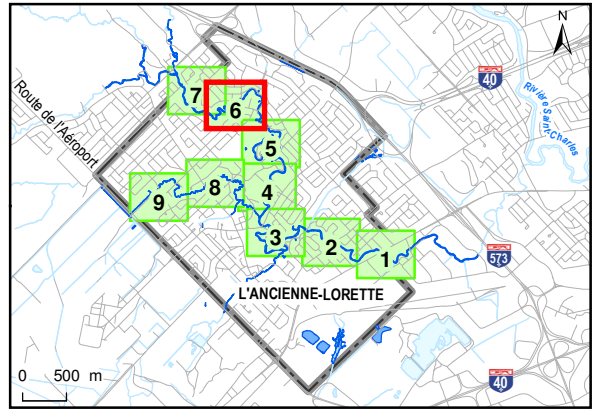 N
40
Rivière Saint-Charles
Route de l'Aéroport
7
6
5
8
4
9
3
2
1
573
L'ANCIENNE-LORETTE
0 500 m
40